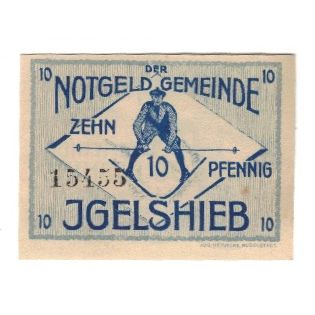 10 DER 10
NOTGELD GEMEINDE
ZEHN
10 PFENNIG
15455
10 JGELSHIEB 10